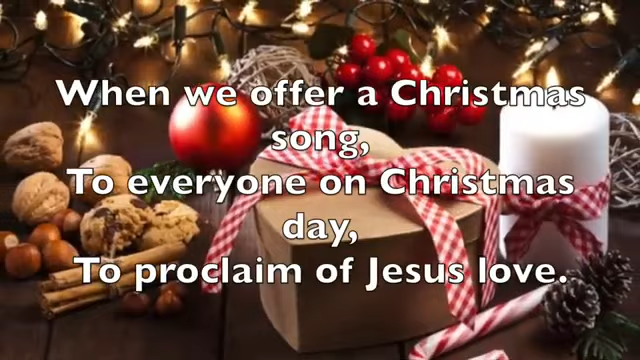 When we offer a Christmas
song,
To everyone on Christmas
day,
To proclaim of Jesus love.